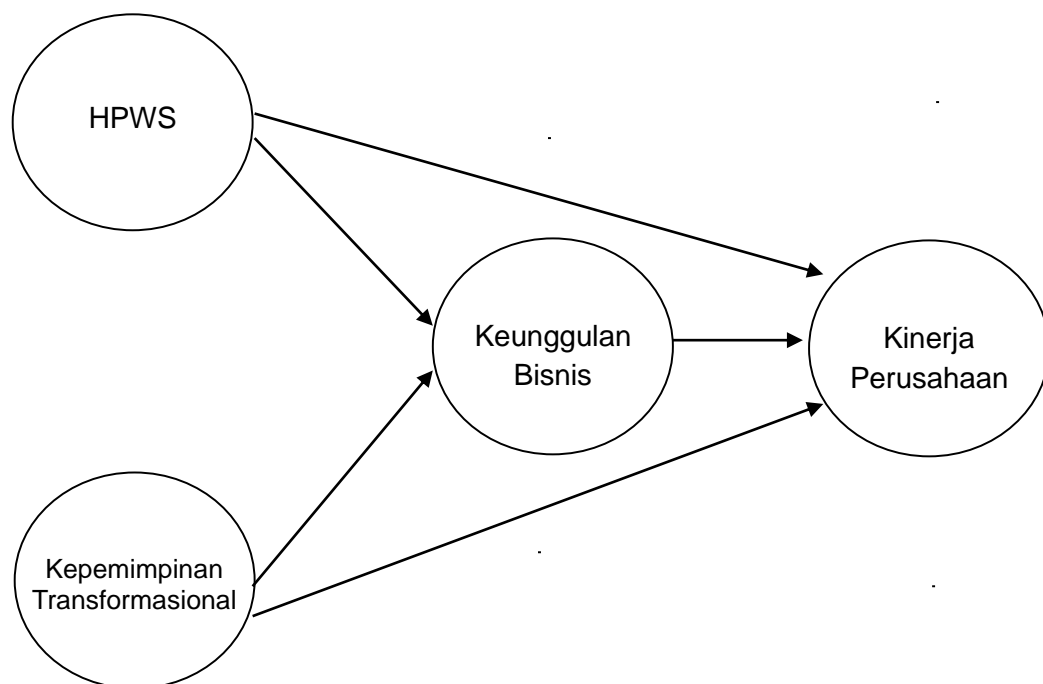 HPWS
Keunggulan
Bisnis
Kinerja
Perusahaan
Kepemimpinan
Transformasional